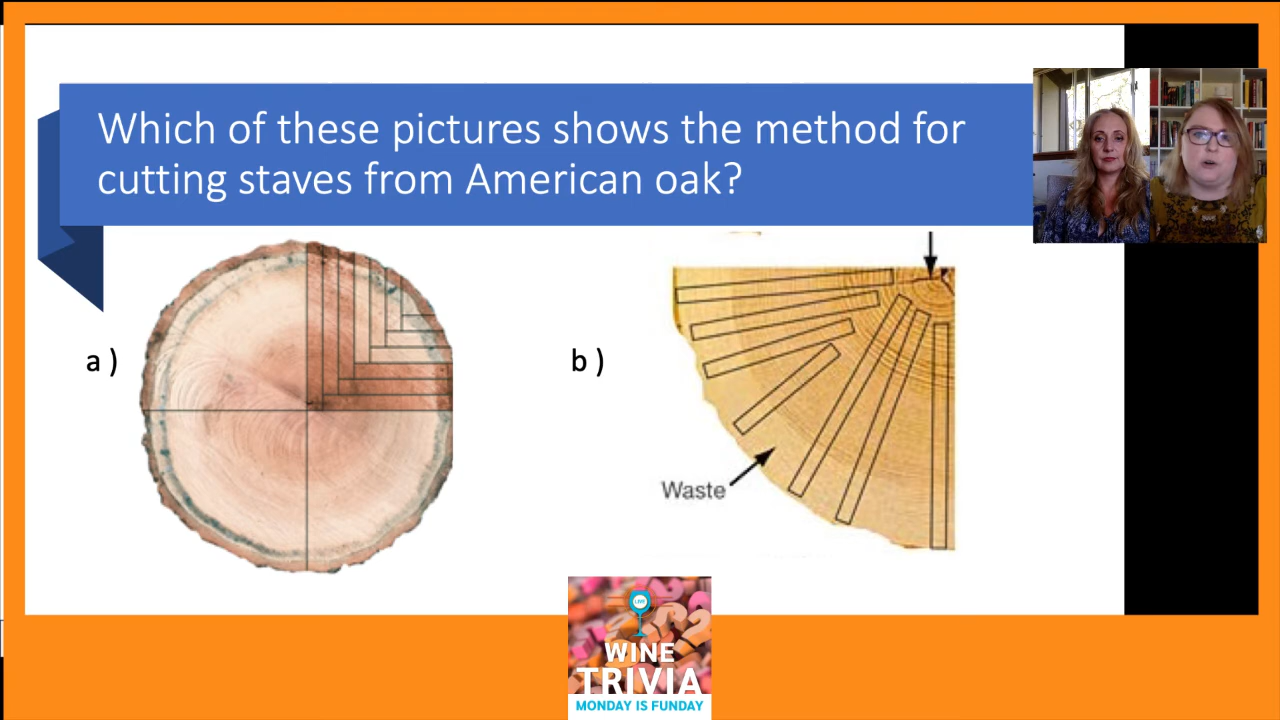 Which of these pictures shows the method for
cutting staves from American oak?
a )
b )
Waste
LIVE
WINE
TRIVIA
MONDAY IS FUNDAY